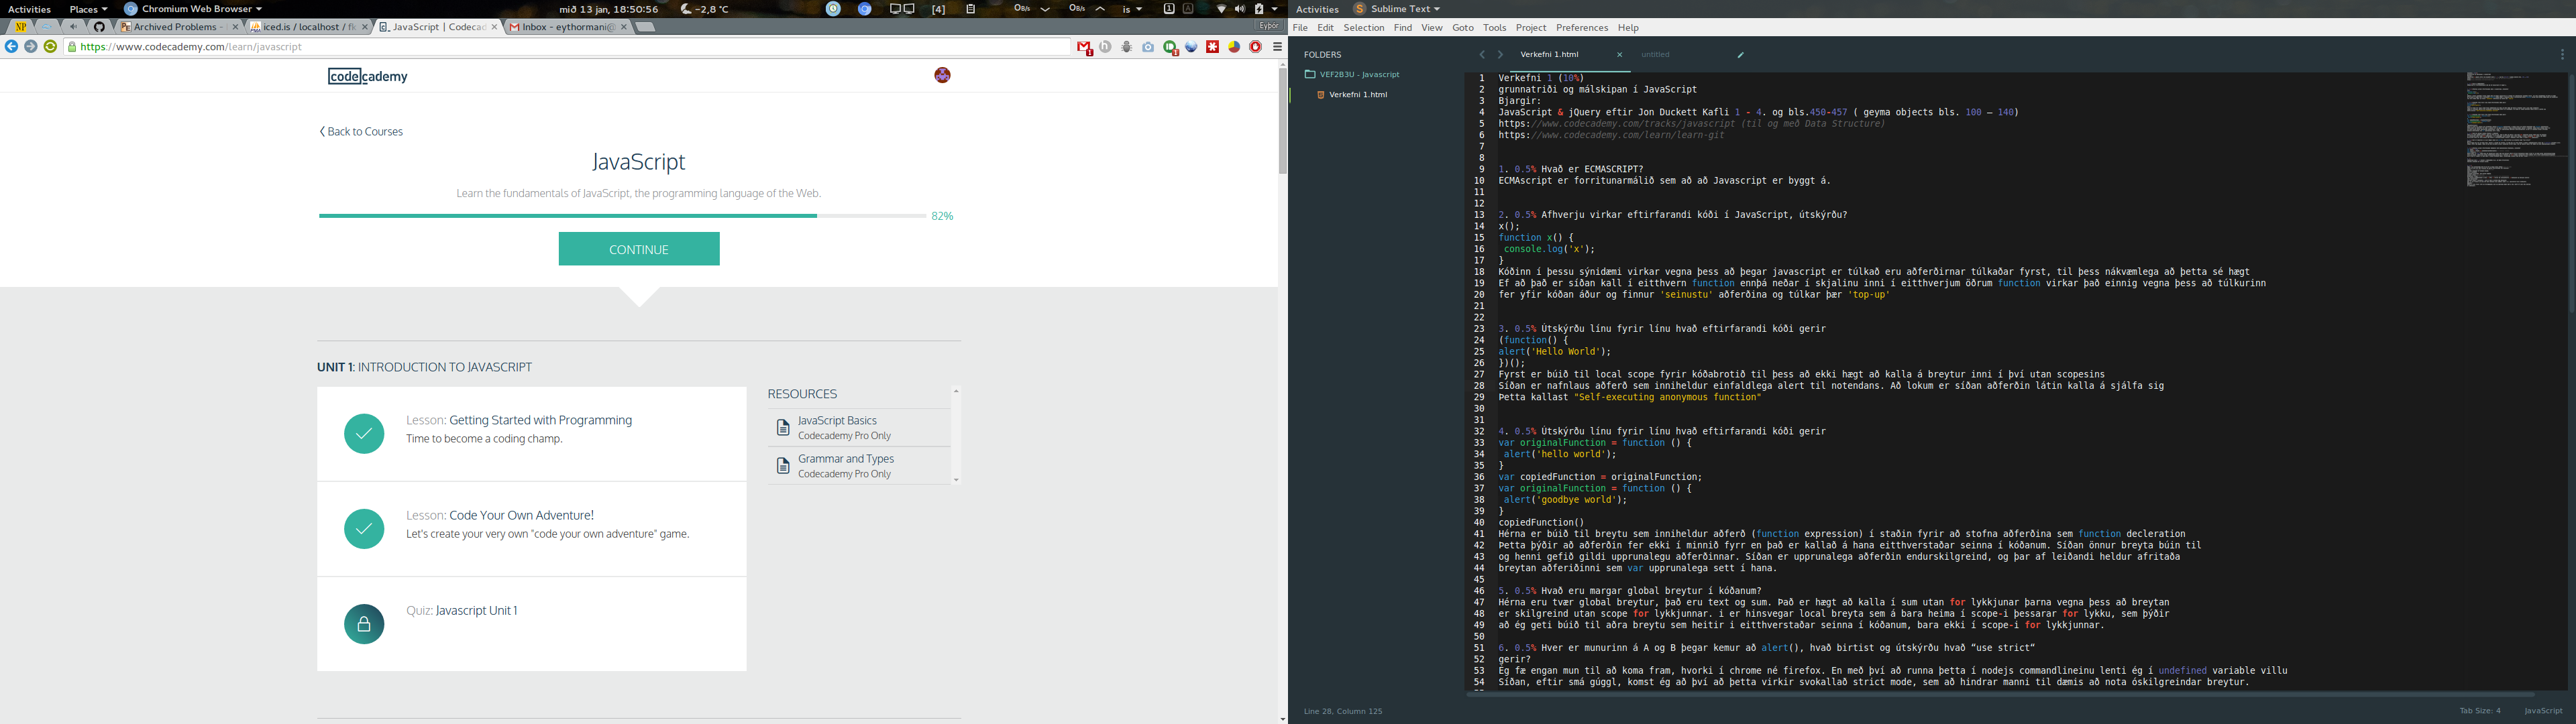 Activities Places Chromium Web Browser mið 13 jan, 18:50:56 −2,8 °C [4] 0B/s 0B/s is 1 A
NP Archived Problems - iced.is / localhost / fk JavaScript | Codecad Inbox - eythormani@ Eyþór
https://www.codecademy.com/learn/javascript
codecademy
Back to Courses
JavaScript
Learn the fundamentals of JavaScript, the programming language of the Web.
82%
CONTINUE
UNIT 1: INTRODUCTION TO JAVASCRIPT
Lesson: Getting Started with Programming
Time to become a coding champ.
Lesson: Code Your Own Adventure!
Let's create your very own "code your own adventure" game.
Quiz: Javascript Unit 1
RESOURCES
JavaScript Basics
Codecademy Pro Only
Grammar and Types
Codecademy Pro Only
Activities Sublime Text
File Edit Selection Find View Goto Tools Project Preferences Help
FOLDERS
VEF2B3U - Javascript
Verkefni 1.html
Verkefni 1.html untitled
1 Verkefni 1 (10%)
2 grunnatriði og málskipan í JavaScript
3 Bjargir:
4 JavaScript & jQuery eftir Jon Duckett Kafli 1 - 4. og bls.450-457 ( geyma objects bls. 100 – 140)
5 https://www.codecademy.com/tracks/javascript (til og með Data Structure)
6 https://www.codecademy.com/learn/learn-git
7
8
9 1. 0.5% Hvað er ECMASCRIPT?
10 ECMAscript er forritunarmálið sem að að Javascript er byggt á.
11
12
13 2. 0.5% Afhverju virkar eftirfarandi kóði í JavaScript, útskýrðu?
14 x();
15 function x() {
16 console.log('x');
17 }
18 Kóðinn í þessu sýnidæmi virkar vegna þess að þegar javascript er túlkað eru aðferðirnar túlkaðar fyrst, til þess nákvæmlega að þetta sé hægt
19 Ef að það er síðan kall í eitthvern function ennþá neðar í skjalinu inni í eitthverjum öðrum function virkar það einnig vegna þess að túlkurinn
20 fer yfir kóðan áður og finnur 'seinustu' aðferðina og túlkar þær 'top-up'
21
22
23 3. 0.5% Útskýrðu línu fyrir línu hvað eftirfarandi kóði gerir
24 (function() {
25 alert('Hello World');
26 })();
27 Fyrst er búið til local scope fyrir kóðabrotið til þess að ekki hægt að kalla á breytur inni í því utan scopesins
28 Síðan er nafnlaus aðferð sem inniheldur einfaldlega alert til notendans. Að lokum er síðan aðferðin látin kalla á sjálfa sig
29 Þetta kallast "Self-executing anonymous function"
30
31
32 4. 0.5% Útskýrðu línu fyrir línu hvað eftirfarandi kóði gerir
33 var originalFunction = function () {
34 alert('hello world');
35 }
36 var copiedFunction = originalFunction;
37 var originalFunction = function () {
38 alert('goodbye world');
39 }
40 copiedFunction()
41 Hérna er búið til breytu sem inniheldur aðferð (function expression) í staðin fyrir að stofna aðferðina sem function decleration
42 Þetta þýðir að aðferðin fer ekki í minnið fyrr en það er kallað á hana eitthverstaðar seinna í kóðanum. Síðan önnur breyta búin til
43 og henni gefið gildi upprunalegu aðferðinnar. Síðan er upprunalega aðferðin endurskilgreind, og þar af leiðandi heldur afritaða
44 breytan aðferiðinni sem var upprunalega sett í hana.
45
46 5. 0.5% Hvað eru margar global breytur í kóðanum?
47 Hérna eru tvær global breytur, það eru text og sum. Það er hægt að kalla í sum utan for lykkjunar þarna vegna þess að breytan
48 er skilgreind utan scope for lykkjunnar. i er hinsvegar local breyta sem á bara heima í scope-i þessarar for lykku, sem þýðir
49 að ég geti búið til aðra breytu sem heitir i eitthverstaðar seinna í kóðanum, bara ekki í scope-i for lykkjunnar.
50
51 6. 0.5% Hver er munurinn á A og B þegar kemur að alert(), hvað birtist og útskýrðu hvað “use strict“
52 gerir?
53 Eg fæ engan mun til að koma fram, hvorki í chrome né firefox. En með því að runna þetta í nodejs commandlineinu lenti ég í undefined variable villu
54 Síðan, eftir smá gúggl, komst ég að því að þetta virkir svokallað strict mode, sem að hindrar manni til dæmis að nota óskilgreindar breytur.
Line 28, Column 125 Tab Size: 4 JavaScript